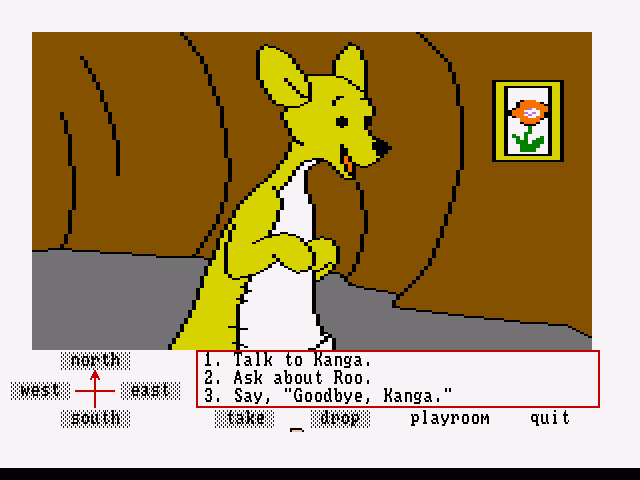 north
west east
south
1. Talk to Kanga.
2. Ask about Roo.
3. Say, "Goodbye, Kanga."
take drop playroom quit